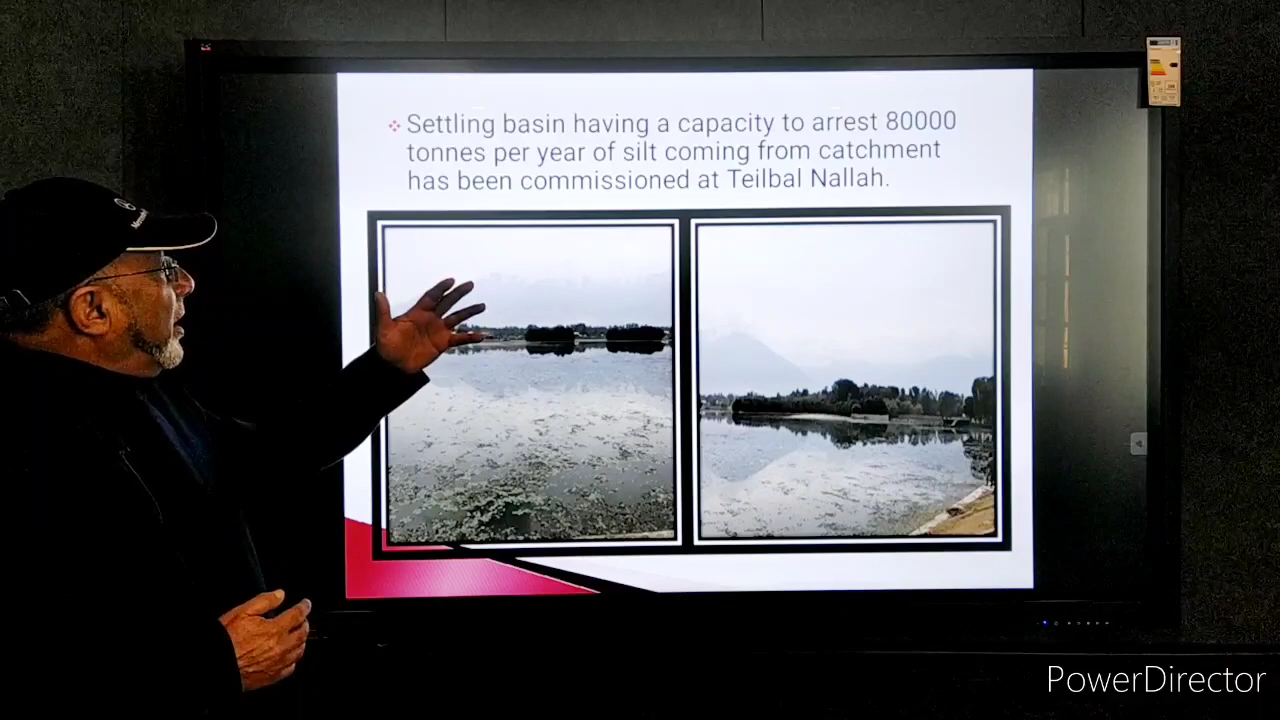 Settling basin having a capacity to arrest 80000
tonnes per year of silt coming from catchment
has been commissioned at Teilbal Nallah.
PowerDirector